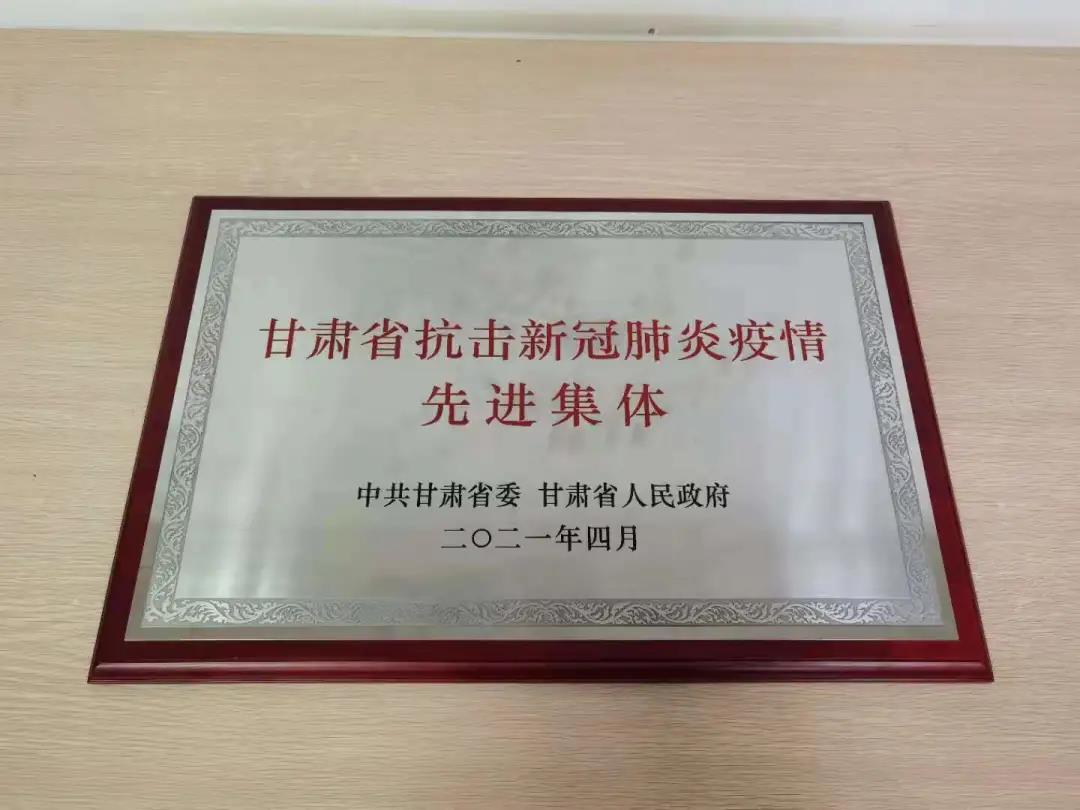 甘肃省抗击新冠肺炎疫情
先进集体
中共甘肃省委 甘肃省人民政府
二〇二一年四月